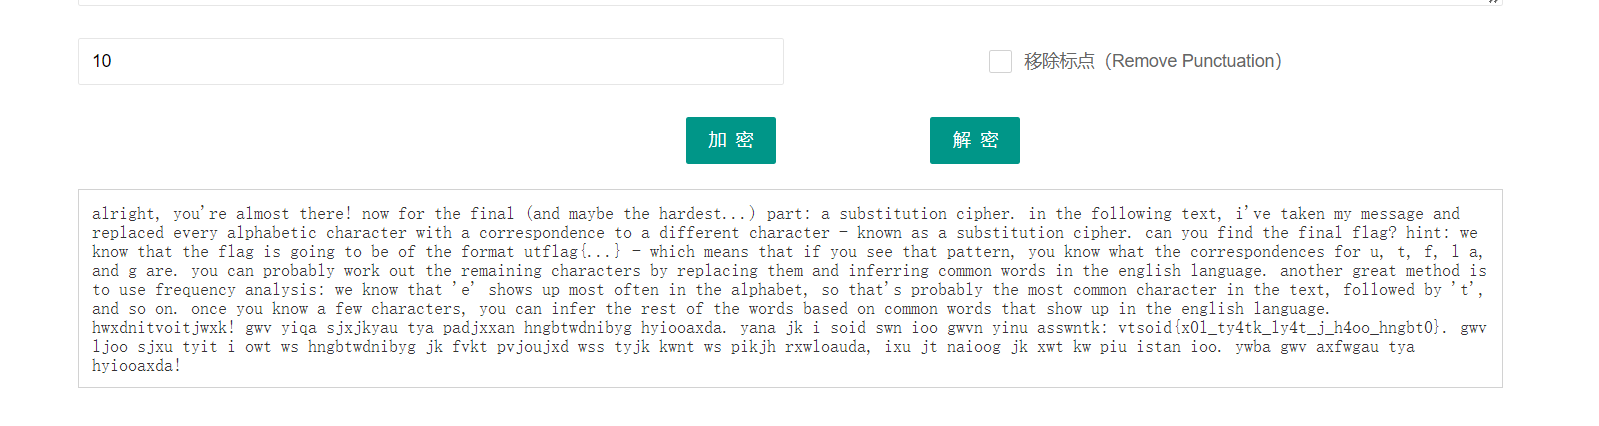 10
移除标点（Remove Punctuation）
加 密
解 密
alright, you're almost there! now for the final (and maybe the hardest...) part: a substitution cipher. in the following text, i've taken my message and
replaced every alphabetic character with a correspondence to a different character - known as a substitution cipher. can you find the final flag? hint: we
know that the flag is going to be of the format utflag{...} - which means that if you see that pattern, you know what the correspondences for u, t, f, l a,
and g are. you can probably work out the remaining characters by replacing them and inferring common words in the english language. another great method is
to use frequency analysis: we know that 'e' shows up most often in the alphabet, so that's probably the most common character in the text, followed by 't',
and so on. once you know a few characters, you can infer the rest of the words based on common words that show up in the english language.
hwxdnitvoitjwxk! gwv yiqa sjxjkyau tya padjxxan hngbtwdnibyg hyiooaxda. yana jk i soid swn ioo gwvn yinu asswntk: vtsoid{x0l_ty4tk_ly4t_j_h4oo_hngbt0}. gwv
ljoo sjxu tyit i owt ws hngbtwdnibyg jk fvkt pvjoujxd wss tyjk kwnt ws pikjh rxwloauda, ixu jt naioog jk xwt kw piu istan ioo. ywba gwv axfwgau tya
hyiooaxda!